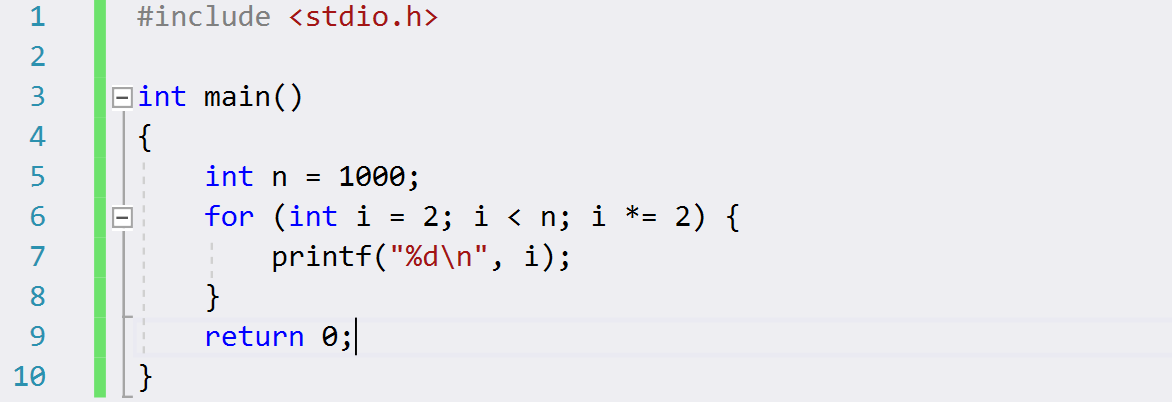 1 #include <stdio.h>
2
3 int main()
4 {
5     int n = 1000;
6     for (int i = 2; i < n; i *= 2) {
7         printf("%d\n", i);
8     }
9     return 0;
10 }